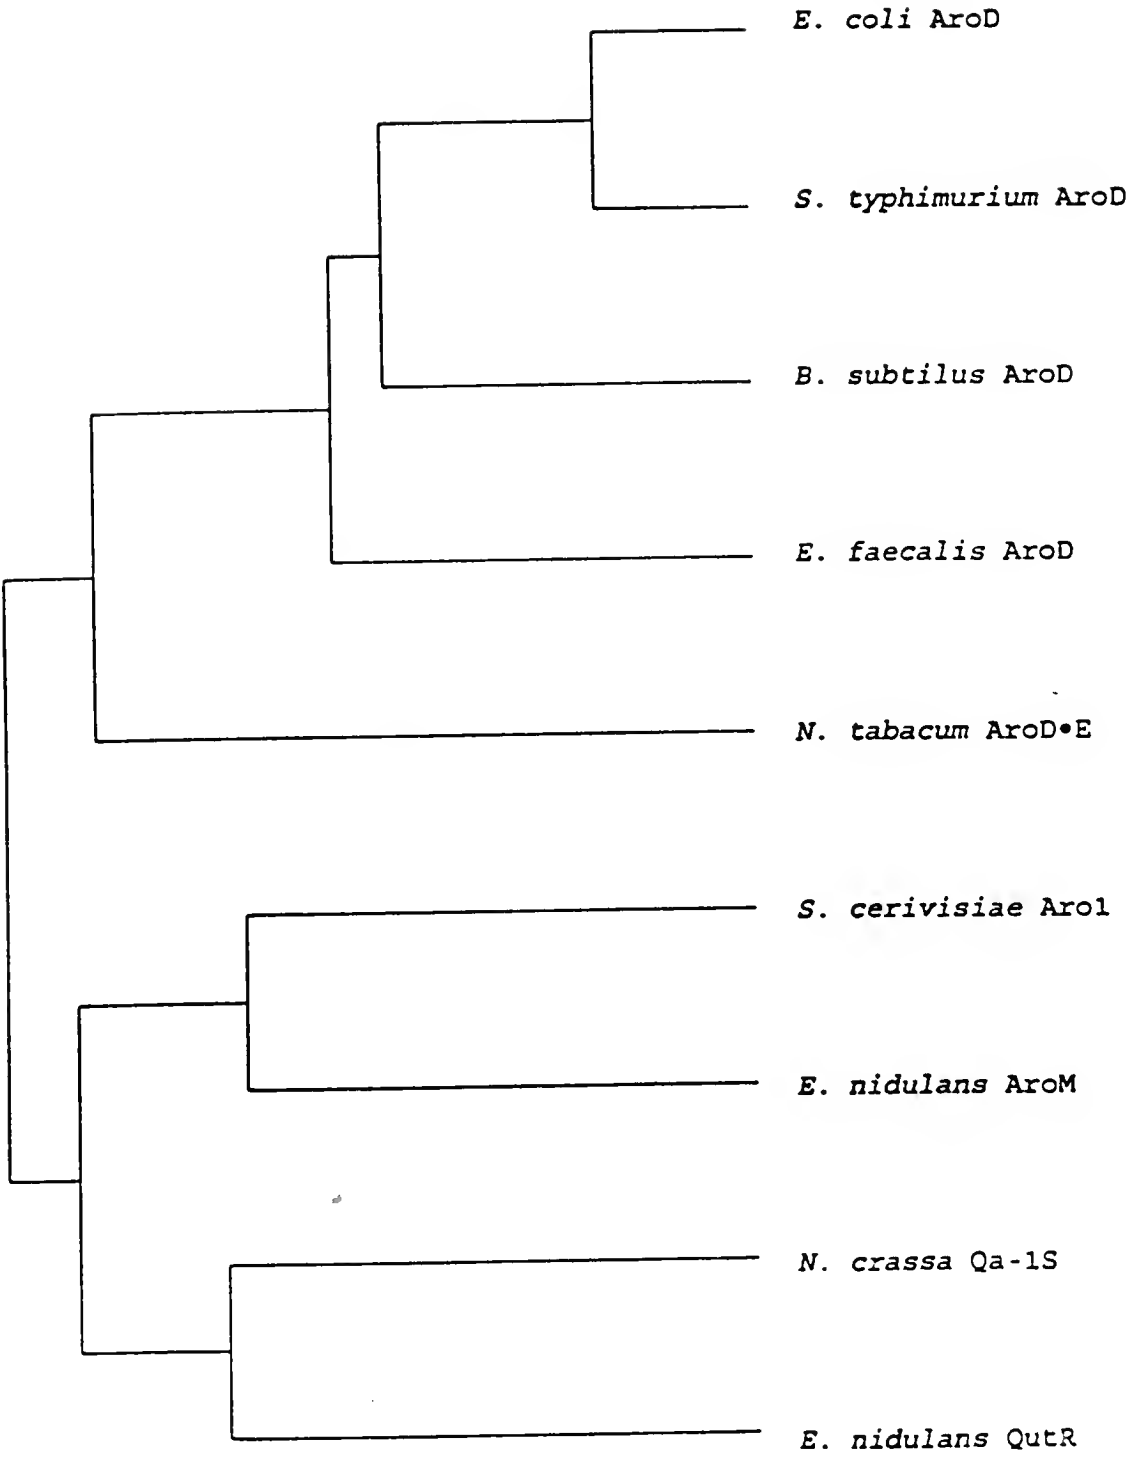 E. coli AroD
S. typhimurium AroD
B. subtilus AroD
E. faecalis AroD
N. tabacum AroD•E
S. cerivisiae Aro1
E. nidulans AroM
N. crassa Qa-1S
E. nidulans QutR